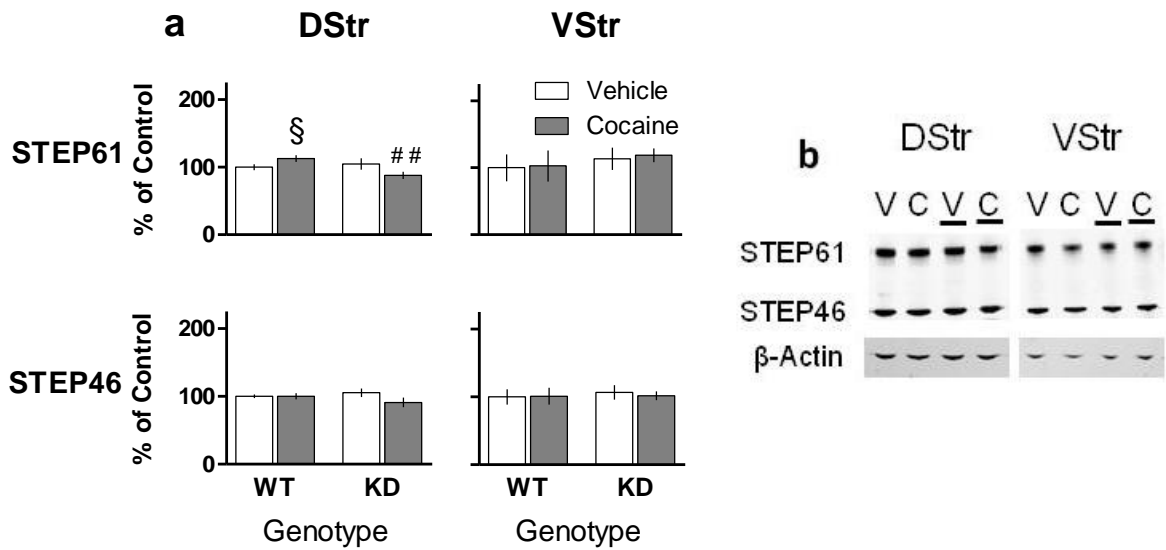 a
DStr
VStr
Vehicle
Cocaine
STEP61
% of Control
200
100
0
§
##
STEP46
% of Control
200
100
0
WT
KD
WT
KD
Genotype
Genotype
b
DStr
VStr
V C V C
V C V C
STEP61
STEP46
β-Actin